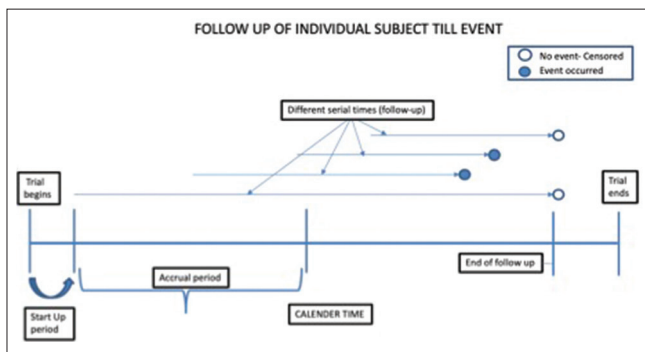 FOLLOW UP OF INDIVIDUAL SUBJECT TILL EVENT
No event- Censored
Event occurred
Different serial times (follow-up)
Trial
begins
Trial
ends
Accrual period
End of follow up
Start Up
period
CALENDER TIME